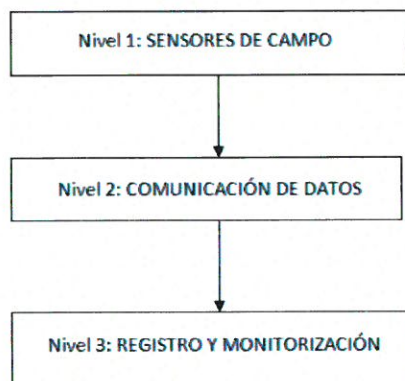 Nivel 1: SENSORES DE CAMPO
Nivel 2: COMUNICACIÓN DE DATOS
Nivel 3: REGISTRO Y MONITORIZACIÓN